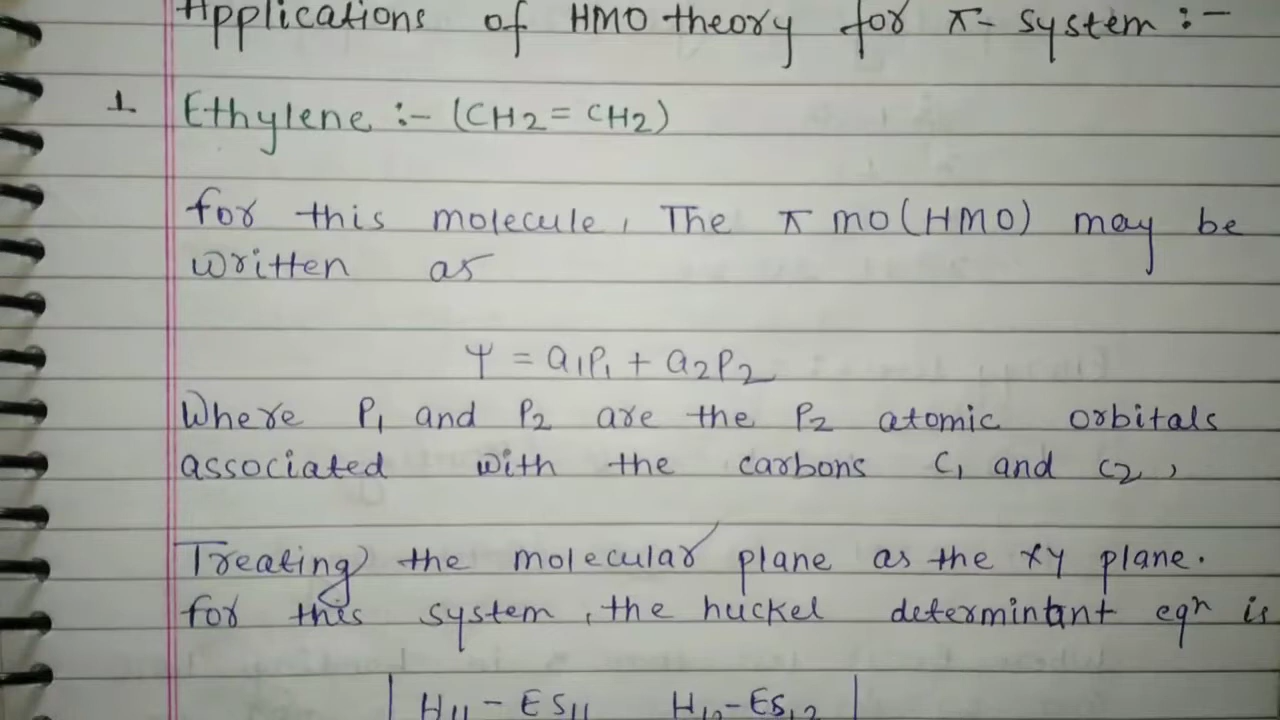 Applications of HMO theory for π- system :-
1 Ethylene :- (CH2 = CH2)
for this molecule, The π mo (HMO) may be
written as
Ψ = a1P1 + a2P2
Where P1 and P2 are the Pz atomic orbitals
associated with the carbons C1 and C2,
Treating the molecular plane as the xy plane.
for this system, the huckel determintant eqn is
H11 - ES11 H12 - ES12